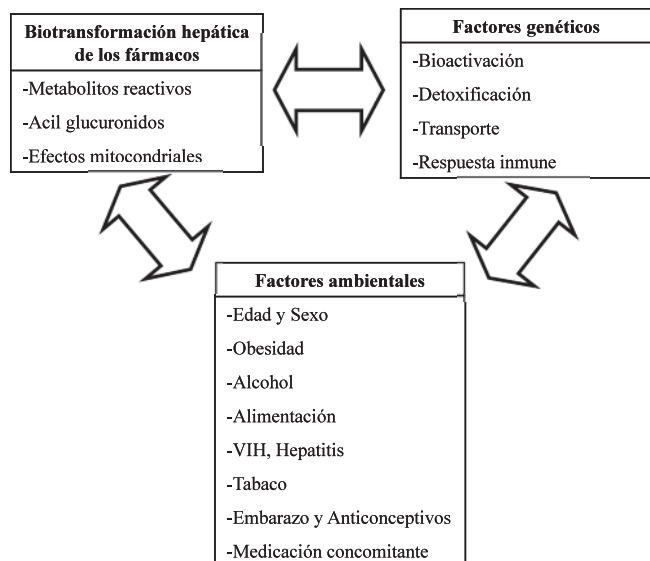 Biotransformación hepática
de los fármacos
-Metabolitos reactivos
-Acil glucuronidos
-Efectos mitocondriales
Factores genéticos
-Bioactivación
-Detoxificación
-Transporte
-Respuesta inmune
Factores ambientales
-Edad y Sexo
-Obesidad
-Alcohol
-Alimentación
-VIH, Hepatitis
-Tabaco
-Embarazo y Anticonceptivos
-Medicación concomitante